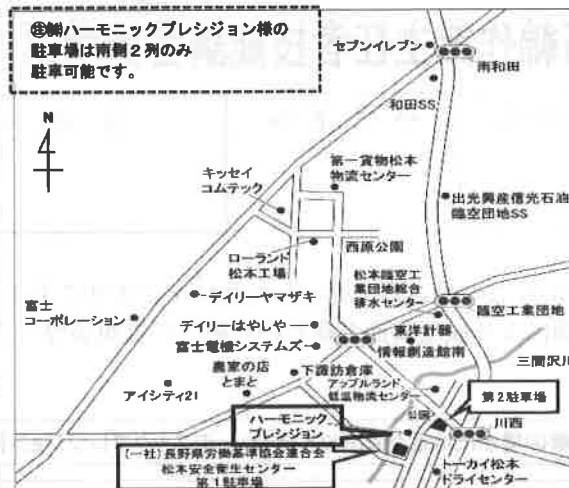 ㊟㈱ハーモニックプレシジョン様の
駐車場は南側2列のみ
駐車可能です。
N
セブンイレブン
南和田
和田SS
キッセイ
コムテック
第一貨物松本
物流センター
出光興産信光石油
臨空団地SS
ローランド
松本工場
西原公園
松本臨空工
業団地総合
排水センター
デイリーヤマザキ
臨空工業団地
富士
コーポレーション
デイリーはやしや
東洋計器
富士電機システムズ
情報創造館南
三間沢川
農家の店
とまと
下諏訪倉庫
アップルランド
低温物流センター
アイシティ21
第2駐車場
公園
川西
ハーモニック
プレシジョン
(一社)長野県労働基準協会連合会
松本安全衛生センター
第1駐車場
トーカイ松本
ドライセンター